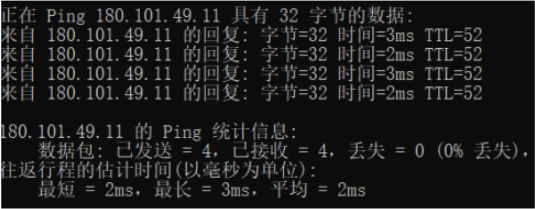 正在 Ping 180.101.49.11 具有 32 字节的数据:
来自 180.101.49.11 的回复: 字节=32 时间=3ms TTL=52
来自 180.101.49.11 的回复: 字节=32 时间=2ms TTL=52
来自 180.101.49.11 的回复: 字节=32 时间=3ms TTL=52
来自 180.101.49.11 的回复: 字节=32 时间=2ms TTL=52
180.101.49.11 的 Ping 统计信息:
数据包: 已发送 = 4，已接收 = 4，丢失 = 0 (0% 丢失)，
往返行程的估计时间(以毫秒为单位):
最短 = 2ms，最长 = 3ms，平均 = 2ms